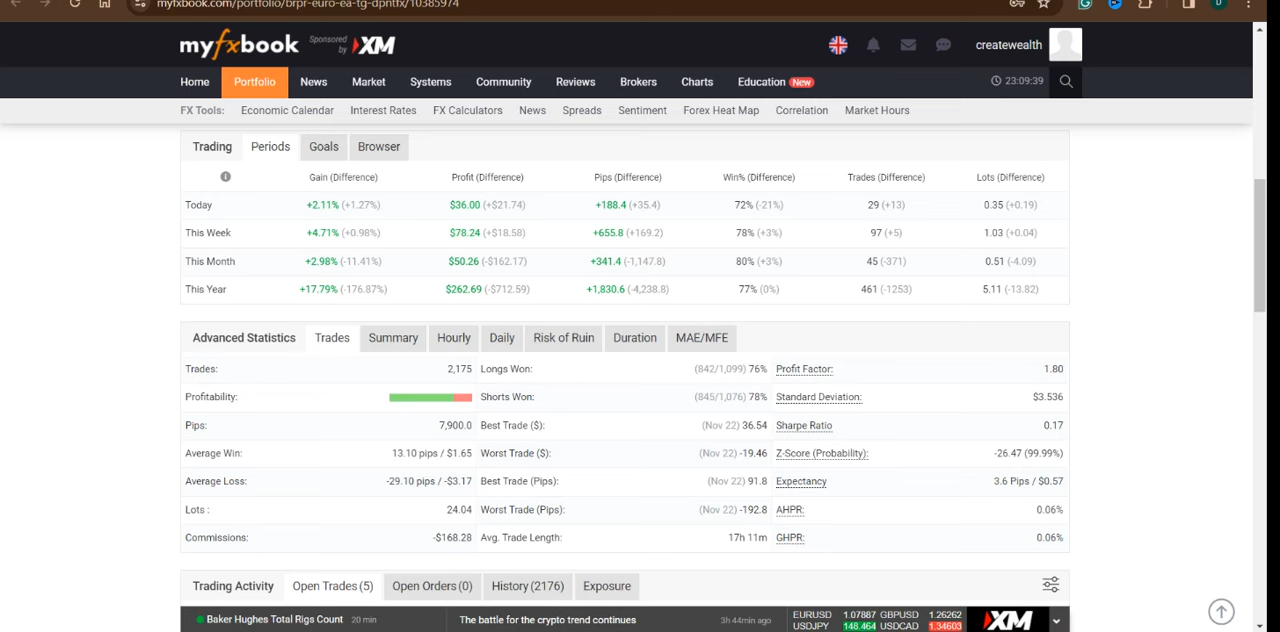 myfxbook.com/portfolio/brpr-euro-ea-tg-dpntfx/10385974
D
myfxbook Sponsored by XM
createwealth
Home Portfolio News Market Systems Community Reviews Brokers Charts Education New 23:09:39
FX Tools: Economic Calendar Interest Rates FX Calculators News Spreads Sentiment Forex Heat Map Correlation Market Hours
Trading Periods Goals Browser
Gain (Difference) Profit (Difference) Pips (Difference) Win% (Difference) Trades (Difference) Lots (Difference)
Today +2.11% (+1.27%) $36.00 (+$21.74) +188.4 (+35.4) 72% (-21%) 29 (+13) 0.35 (+0.19)
This Week +4.71% (+0.98%) $78.24 (+$18.58) +655.8 (+169.2) 78% (+3%) 97 (+5) 1.03 (+0.04)
This Month +2.98% (-11.41%) $50.26 (-$162.17) +341.4 (-1,147.8) 80% (+3%) 45 (-371) 0.51 (-4.09)
This Year +17.79% (-176.87%) $262.69 (-$712.59) +1,830.6 (-4,238.8) 77% (0%) 461 (-1253) 5.11 (-13.82)
Advanced Statistics Trades Summary Hourly Daily Risk of Ruin Duration MAE/MFE
Trades: 2,175 Longs Won: (842/1,099) 76% Profit Factor: 1.80
Profitability: Shorts Won: (845/1,076) 78% Standard Deviation: $3.536
Pips: 7,900.0 Best Trade ($): (Nov 22) 36.54 Sharpe Ratio 0.17
Average Win: 13.10 pips / $1.65 Worst Trade ($): (Nov 22) -19.46 Z-Score (Probability): -26.47 (99.99%)
Average Loss: -29.10 pips / -$3.17 Best Trade (Pips): (Nov 22) 91.8 Expectancy 3.6 Pips / $0.57
Lots : 24.04 Worst Trade (Pips): (Nov 22) -192.8 AHPR: 0.06%
Commissions: -$168.28 Avg. Trade Length: 17h 11m GHPR: 0.06%
Trading Activity Open Trades (5) Open Orders (0) History (2176) Exposure
Baker Hughes Total Rigs Count 20 min The battle for the crypto trend continues 3h 44min ago EURUSD 1.07887 GBPUSD 1.26262 XM
USDJPY 148.464 USDCAD 1.34603